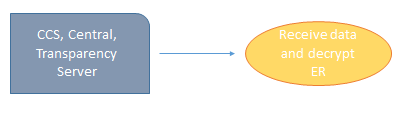 CCS, Central,
Transparency
Server
Receive data
and decrypt
ER